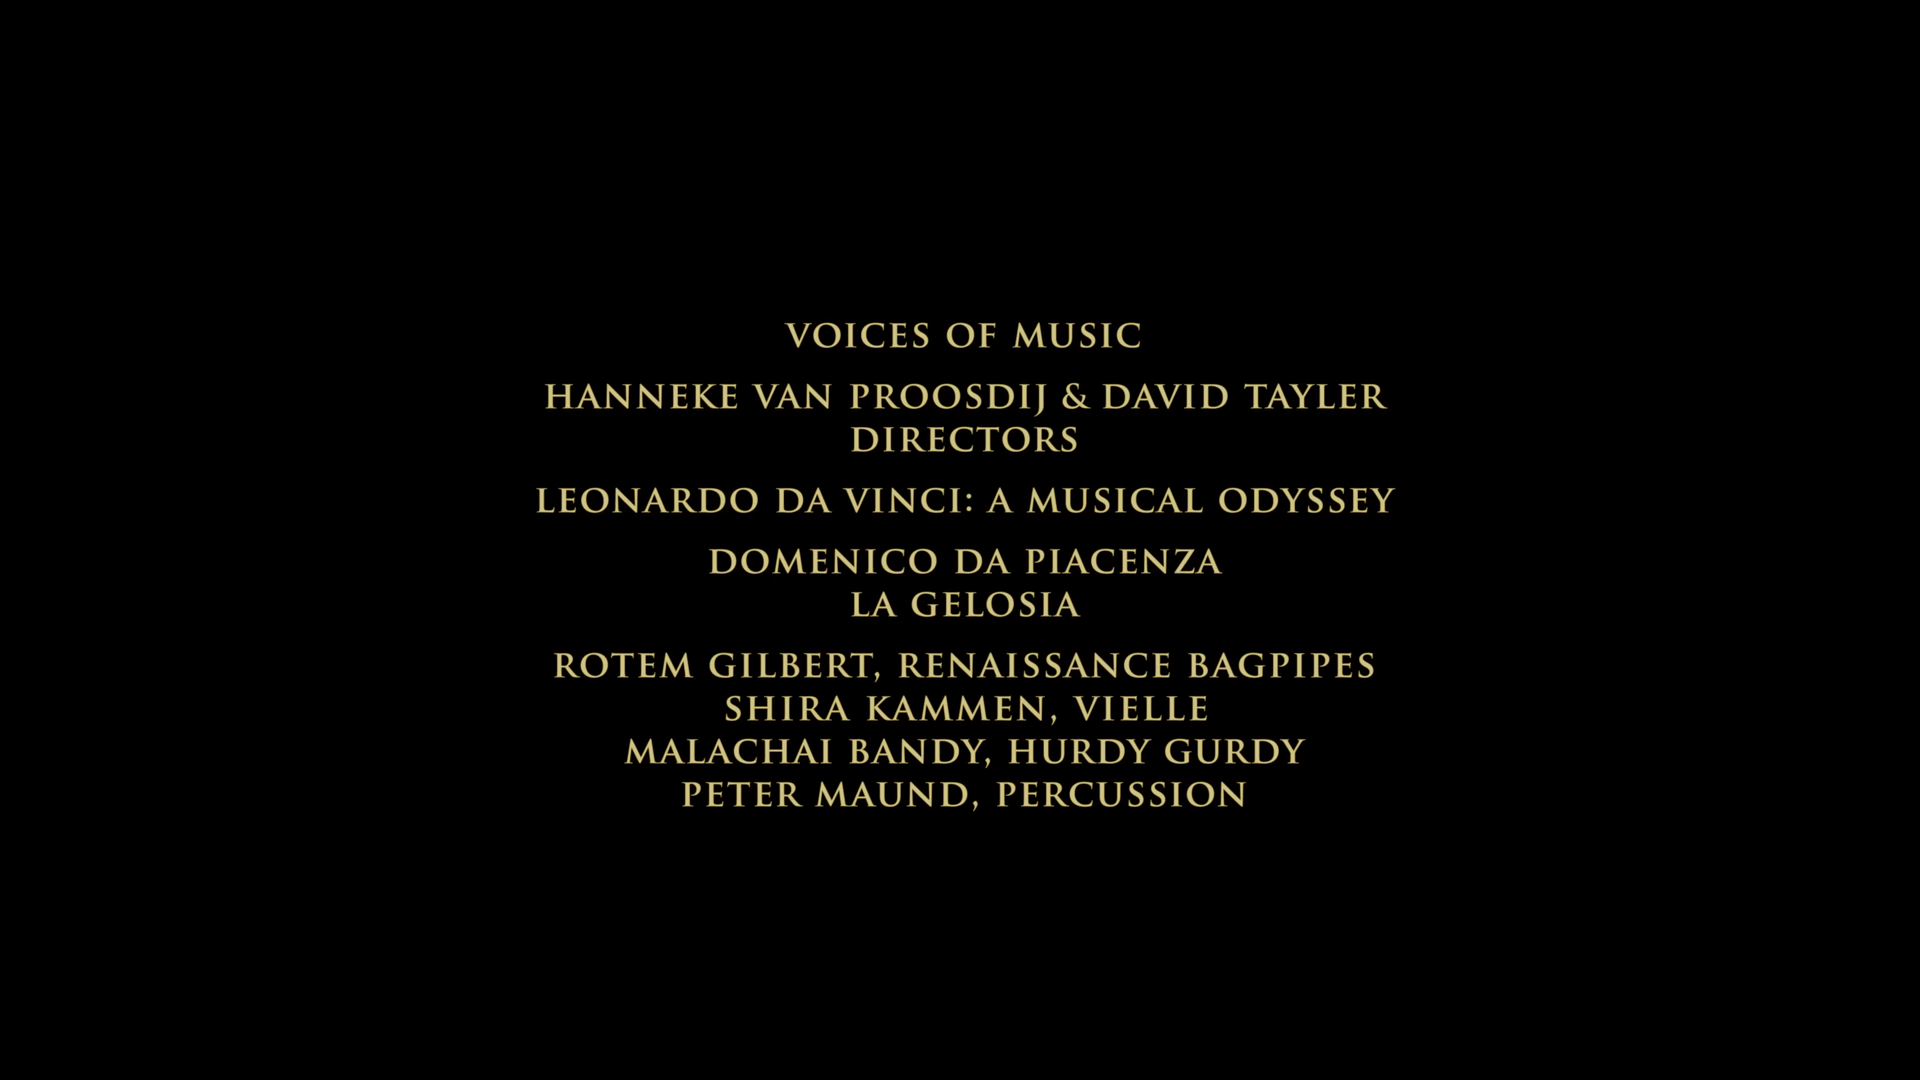 VOICES OF MUSIC
HANNEKE VAN PROOSDIJ & DAVID TAYLER
DIRECTORS
LEONARDO DA VINCI: A MUSICAL ODYSSEY
DOMENICO DA PIACENZA
LA GELOSIA
ROTEM GILBERT, RENAISSANCE BAGPIPES
SHIRA KAMMEN, VIELLE
MALACHAI BANDY, HURDY GURDY
PETER MAUND, PERCUSSION